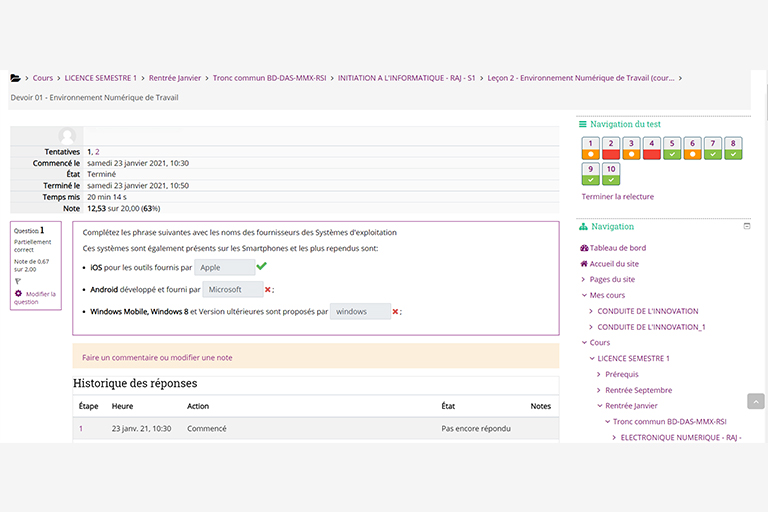 Cours > LICENCE SEMESTRE 1 > Rentrée Janvier > Tronc commun BD-DAS-MMX-RSI > INITIATION A L'INFORMATIQUE - RAJ - S1 > Leçon 2 - Environnement Numérique de Travail (cour... >
Devoir 01 - Environnement Numérique de Travail
Tentatives 1, 2
Commencé le samedi 23 janvier 2021, 10:30
État Terminé
Terminé le samedi 23 janvier 2021, 10:50
Temps mis 20 min 14 s
Note 12,53 sur 20,00 (63%)
Question 1
Partiellement
correct
Note de 0.67
sur 2,00
Modifier la
question
Complétez les phrase suivantes avec les noms des fournisseurs des Systèmes d'exploitation
Ces systèmes sont également présents sur les Smartphones et les plus rependus sont:
• iOS pour les outils fournis par Apple
• Android développé et fourni par Microsoft ;
• Windows Mobile, Windows 8 et Version ultérieures sont proposés par windows ;
Faire un commentaire ou modifier une note
Historique des réponses
Étape Heure Action État Notes
1 23 janv. 21, 10:30 Commencé Pas encore répondu
Navigation du test
1 2 3 4 5 6 7 8
9 10
Terminer la relecture
Navigation
Tableau de bord
Accueil du site
Pages du site
Mes cours
CONDUITE DE L'INNOVATION
CONDUITE DE L'INNOVATION_1
Cours
LICENCE SEMESTRE 1
Prérequis
Rentrée Septembre
Rentrée Janvier
Tronc commun BD-DAS-MMX-RSI
ELECTRONIQUE NUMERIQUE - RAJ -